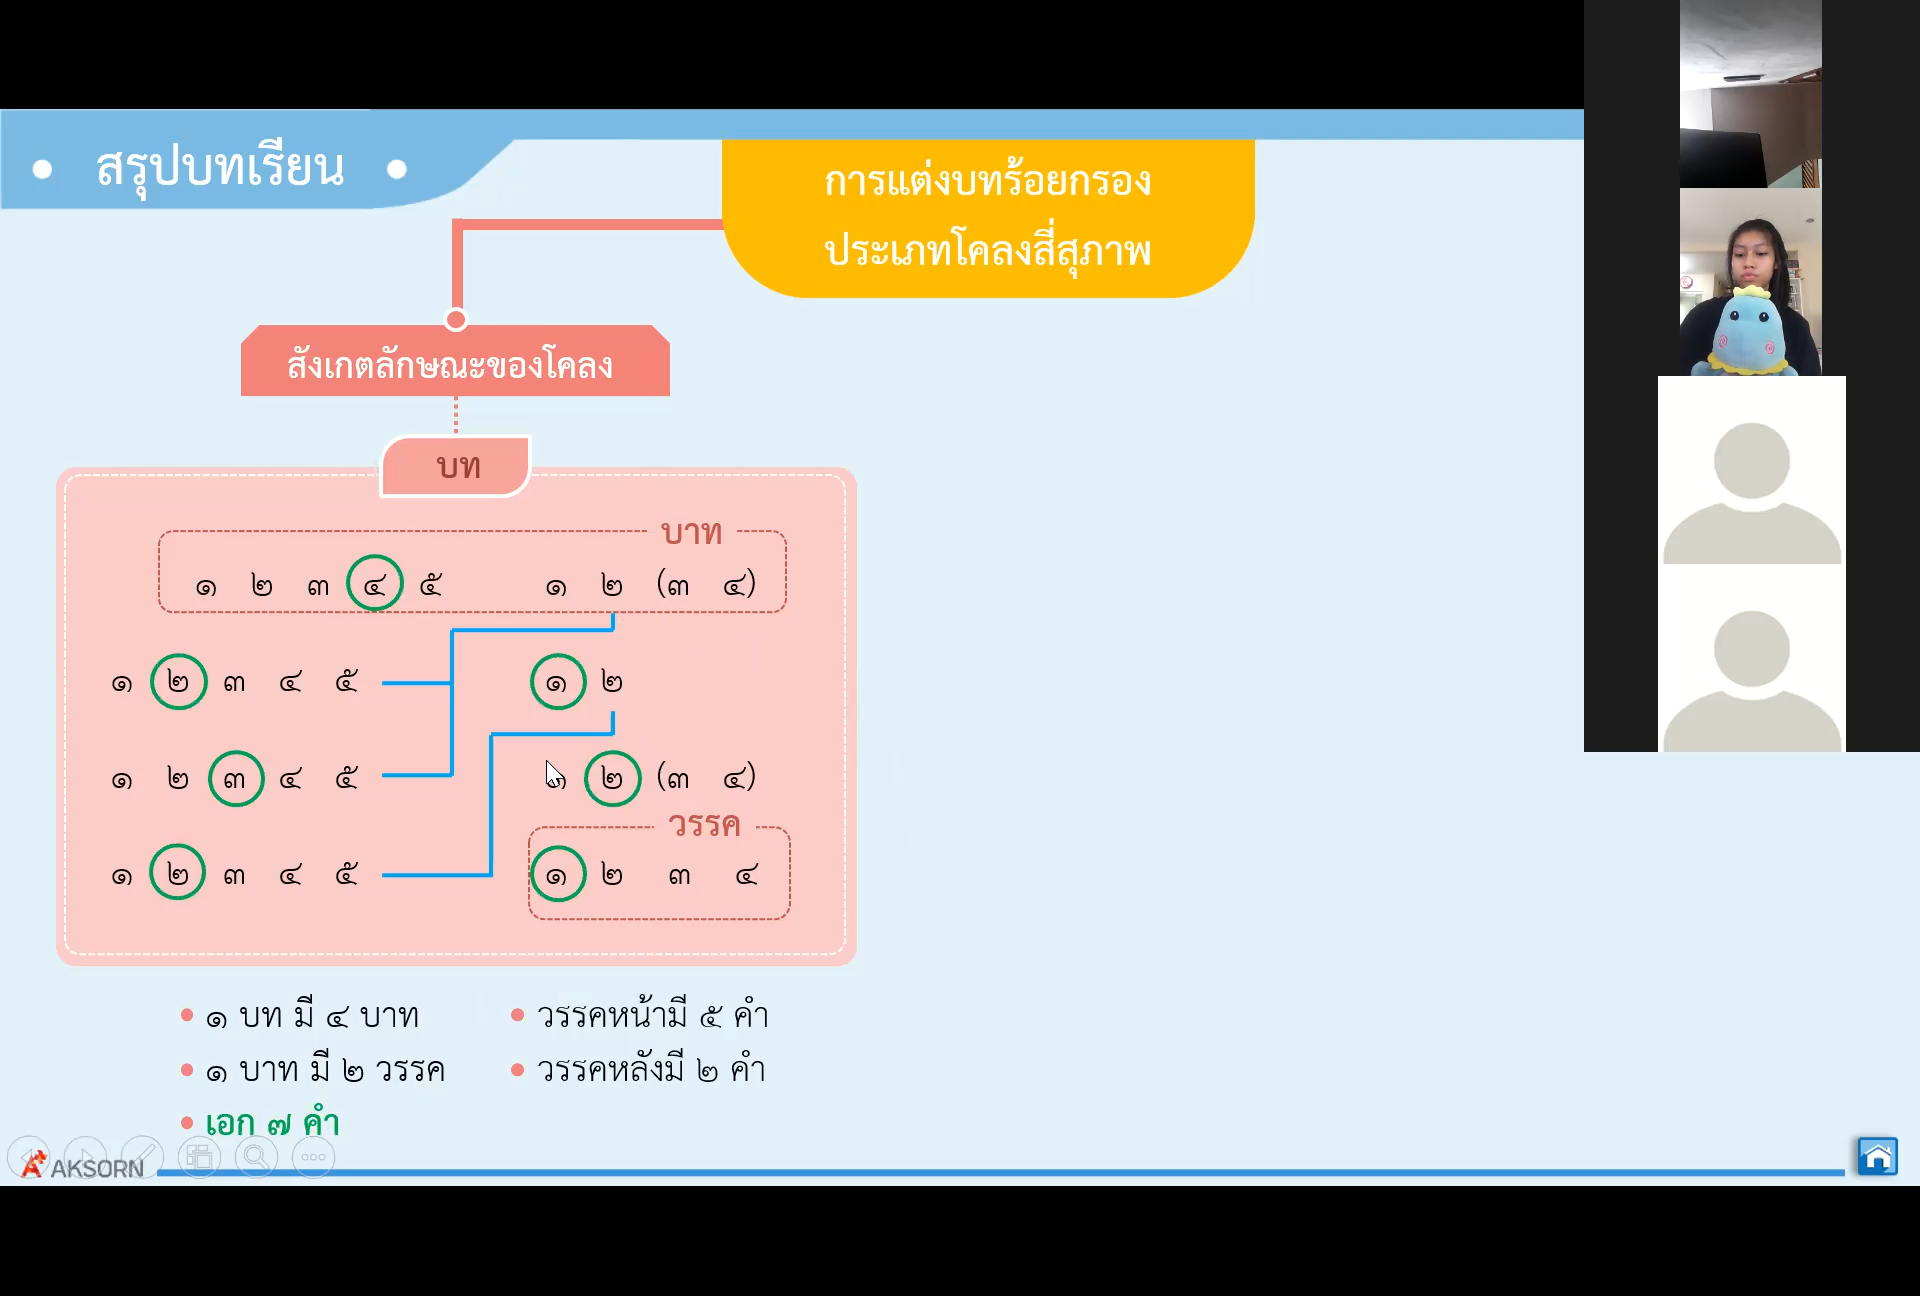 สรุปบทเรียน
การแต่งบทร้อยกรอง
ประเภทโคลงสี่สุภาพ
สังเกตลักษณะของโคลง
บท
บาท
๑ ๒ ๓ ๔ ๕ ๑ ๒ (๓ ๔)
๑ ๒ ๓ ๔ ๕ ๑ ๒
๑ ๒ ๓ ๔ ๕ ๑ ๒ (๓ ๔)
วรรค
๑ ๒ ๓ ๔ ๕ ๑ ๒ ๓ ๔
๑ บท มี ๔ บาท
๑ บาท มี ๒ วรรค
เอก ๗ คำ
วรรคหน้ามี ๕ คำ
วรรคหลังมี ๒ คำ
AKSORN